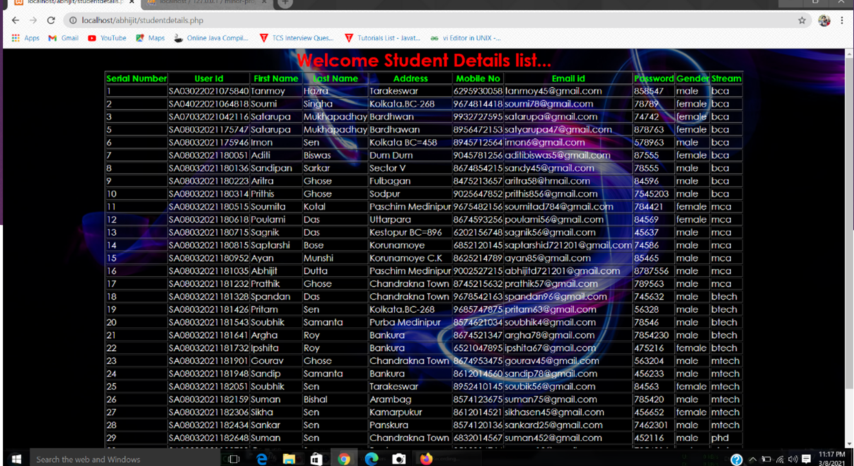 localhost/abhijit/studentdetails.php
Apps Gmail YouTube Maps Online Java Compil... TCS Interview Ques... Tutorials List - Javat... vi Editor in UNIX -...
Welcome Student Details list...
Serial Number User Id First Name Last Name Address Mobile No Email id Password Gender Stream
1 SA03022021075840 Tanmoy Hazra Tarakeswar 6295930058 tanmoy45@gmail.com 858547 male bca
2 SA04022021064818 Soumi Singha Kolkata,BC-268 9674814418 soumi78@gmail.com 78789 female bca
3 SA07032021042116 Safarupa Mukhapadhay Bardhwan 9932727595 safarupa@gmail.com 74742 female bca
5 SA08032021175747 Satarupa Mukhapadhay Bardhawan 8956472153 satyarupa47@gmail.com 878763 female bca
6 SA08032021175946 Imon Sen Kolkata BC=458 8945712564 imon6@gmail.com 578963 male bca
7 SA08032021180051 Aditi Biswas Dum Dum 9045781256 aditibiswas5@gmail.com 87555 female bca
8 SA08032021180136 Sandipan Sarkar Sector V 8674854215 sandy45@gmail.com 78555 male bca
9 SA08032021180223 Aritra Ghose Fulbagan 8475213657 aritra58@hmail.com 84596 male bca
10 SA08032021180314 Prithis Ghose Sodpur 9025647852 prithis856@gmail.com 7545203 male bca
11 SA08032021180515 Soumita Kotal Paschim Medinipur 9675482156 soumitad784@gmail.com 784421 female mca
12 SA08032021180618 Poulami Das Uttarpara 8674593256 poulami56@gmail.com 84569 female mca
13 SA08032021180715 Sagnik Das Kestopur BC=896 6202156748 sagnik56@gmail.com 45637 male mca
14 SA08032021180815 Saptarshi Bose Korunamoye 6852120145 saptarshid721201@gmail.com 74586 male mca
15 SA08032021180952 Ayan Munshi Korunamoye C.K 8625214789 ayan85@gmail.com 85465 male mca
16 SA08032021181035 Abhijit Dutta Paschim Medinipur 9002527215 abhijitd721201@gmail.com 8787556 male mca
17 SA08032021181232 Prathik Ghose Chandrakna Town 8745215632 prathik57@gmail.com 789563 male mca
18 SA08032021181328 Spandan Das Chandrakna Town 9678542163 spandan96@gmail.com 745632 male btech
19 SA08032021181426 Pritam Sen Kolkata,BC-268 9685747875 pritam63@gmail.com 56328 male btech
20 SA08032021181543 Soubhik Samanta Purba Medinipur 8574621034 soubhik4@gmail.com 78546 male btech
21 SA08032021181641 Argha Roy Bankura 8674521347 argha78@gmail.com 7854230 male btech
22 SA08032021181732 Ipshita Roy Bankura 6521047895 ipshita67@gmail.com 475216 female btech
23 SA08032021181901 Gourav Ghose Chandrakna Town 8674953475 gourav45@gmail.com 563204 male mtech
24 SA08032021181948 Sandip Samanta Bankura 8612014560 sandip78@gmail.com 456233 male mtech
25 SA08032021182051 Soubhik Sen Tarakeswar 8952410145 soubik56@gmail.com 84563 female mtech
26 SA08032021182159 Suman Bishal Arambag 8574123675 suman75@gmail.com 785420 male mtech
27 SA08032021182306 Sikha Sen Kamarpukur 8612014521 sikhasen45@gmail.com 456652 female mtech
28 SA08032021182434 Sankar Sen Panskura 8574120136 sankard25@gmail.com 7462301 male mtech
29 SA08032021182648 Suman Sen Chandrakna Town 6832014567 suman452@gmail.com 452116 male phd
Search the web and Windows
11:17 PM
3/8/2021